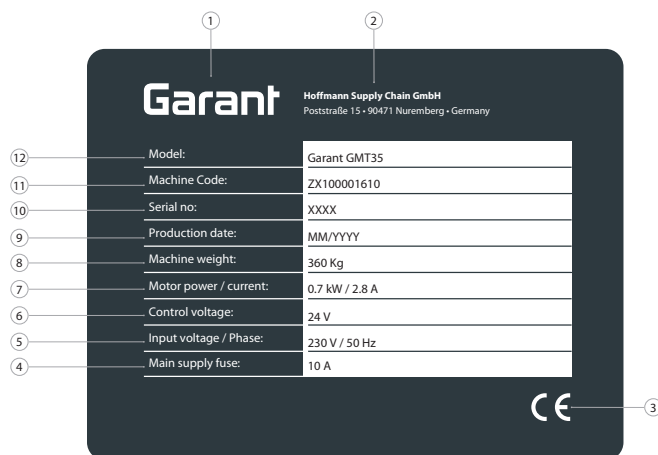 1 2
Garant
Hoffmann Supply Chain GmbH
Poststraße 15 • 90471 Nuremberg • Germany
12 Model: Garant GMT35
11 Machine Code: ZX100001610
10 Serial no: XXXX
9 Production date: MM/YYYY
8 Machine weight: 360 Kg
7 Motor power / current: 0.7 kW / 2.8 A
6 Control voltage: 24 V
5 Input voltage / Phase: 230 V / 50 Hz
4 Main supply fuse: 10 A
CE 3